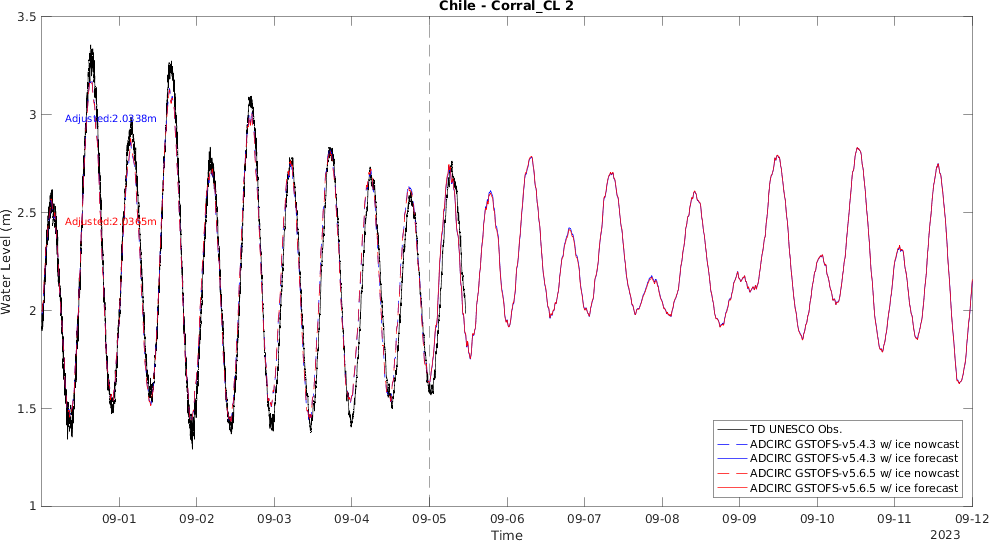 Chile - Corral_CL 2
3.5
3
2.5
2
1.5
1
Water Level (m)
Adjusted:2.0338m
Adjusted:2.0365m
TD UNESCO Obs.
ADCIRC GSTOFS-v5.4.3 w/ ice nowcast
ADCIRC GSTOFS-v5.4.3 w/ ice forecast
ADCIRC GSTOFS-v5.6.5 w/ ice nowcast
ADCIRC GSTOFS-v5.6.5 w/ ice forecast
09-01 09-02 09-03 09-04 09-05 09-06 09-07 09-08 09-09 09-10 09-11 09-12
Time
2023